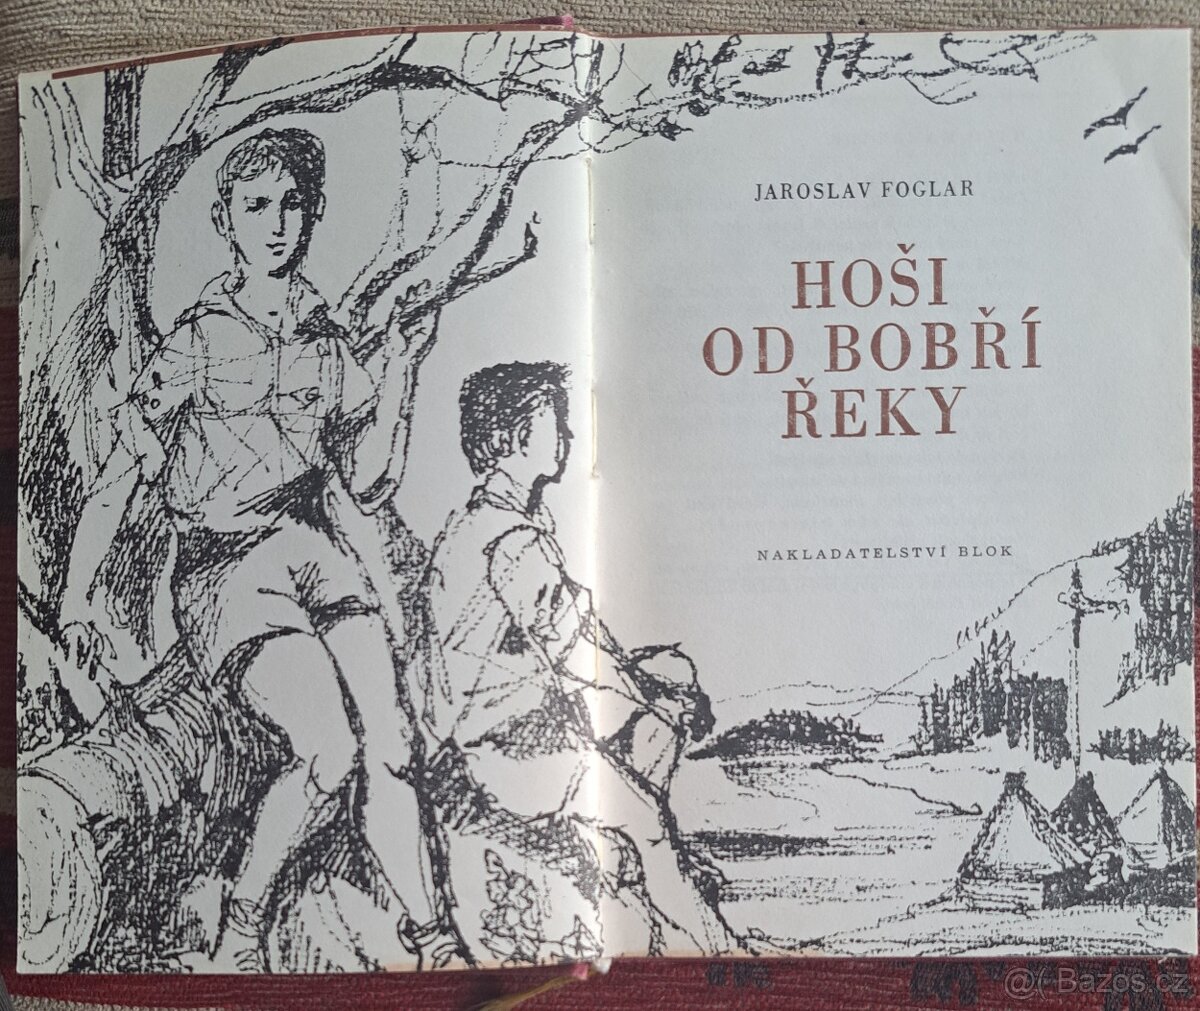 JAROSLAV FOGLAR
HOŠI
OD BOBŘÍ
ŘEKY
NAKLADATELSTVÍ BLOK
@( Bazos.cz